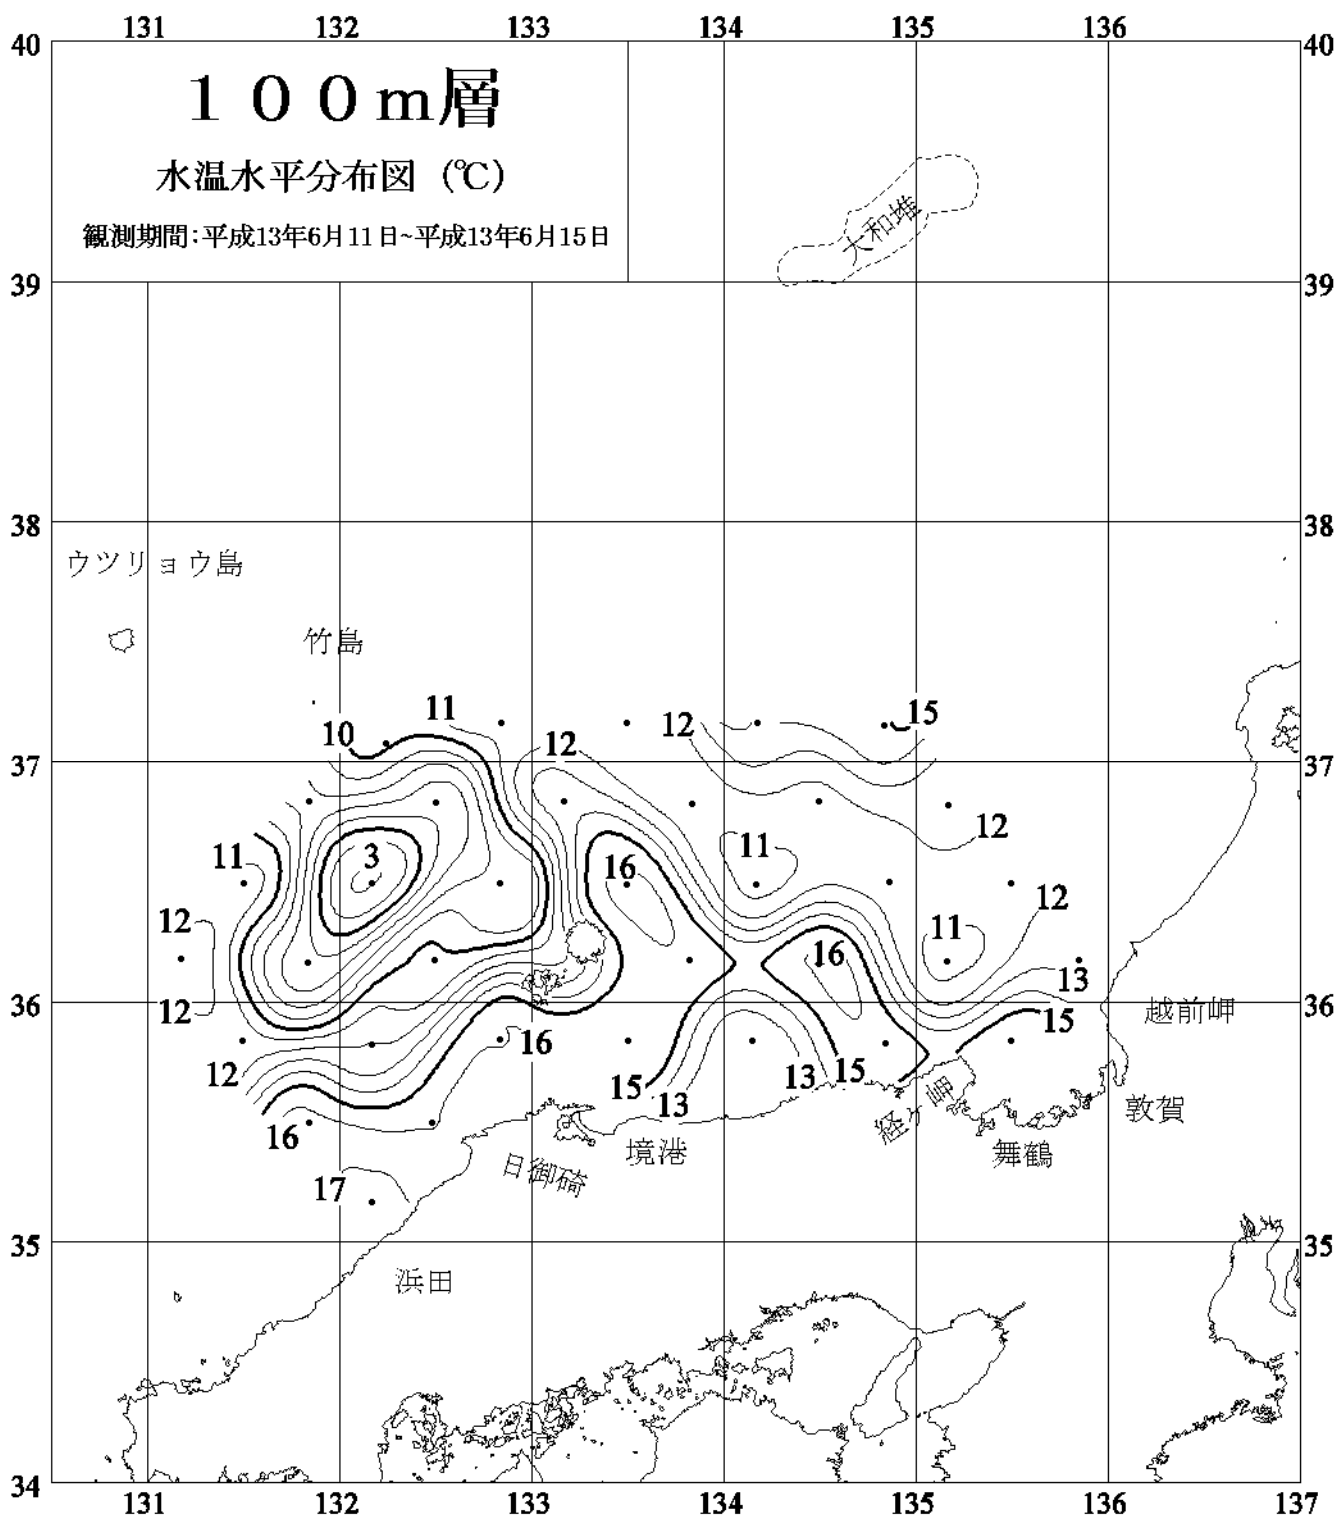 131 132 133 134 135 136
40 40
１００ｍ層
水温水平分布図（℃）
観測期間：平成13年6月11日~平成13年6月15日
大和堆
39 39
38 38
ウツリョウ島
竹島
11 15
10 12 12
37 37
12
11 3 16 11
12 12
11
16
13
12
36 36
越前岬
15
16
12 15 13 13 15
経ヶ岬
敦賀
16
境港
舞鶴
日御碕
17
35 35
浜田
34 34
131 132 133 134 135 136 137